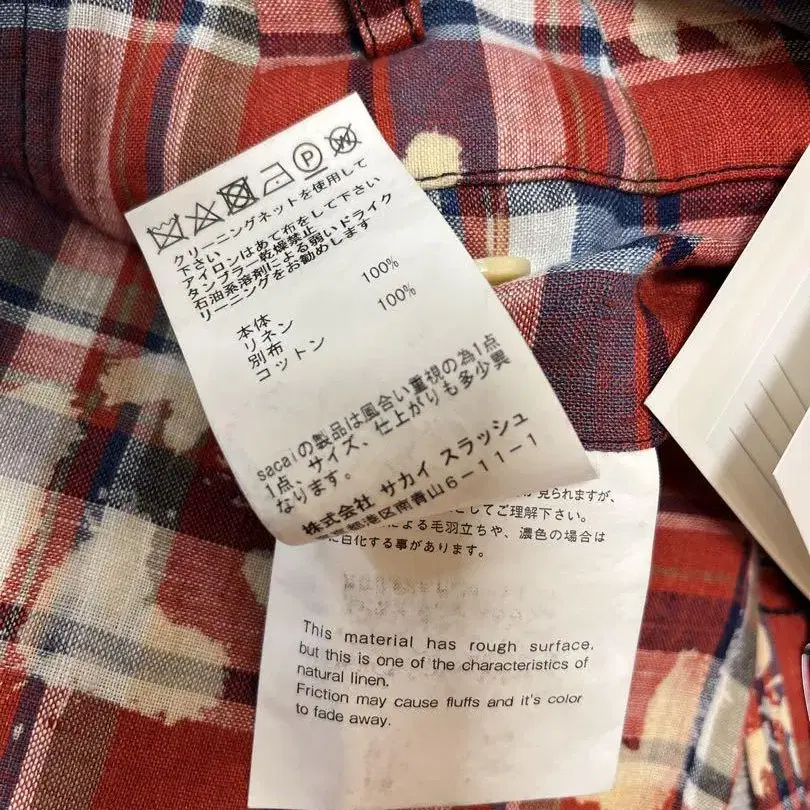 クリーニングネットを使用して
下さい
アイロンはあて布をして下さい
タンブラー乾燥禁止
石油系溶剤による弱いドライク
リーニングをお勧めします
100%
100%
本体
リネン
別布
コットン
sacaiの製品は風合い重視の為1点
1点、サイズ、仕上がりも多少異
なります。
株式会社 サカイ スラッシュ
京都港区南青山6-11-1
見られますが、
してご理解下さい。
による毛羽立ちや、濃色の場合は
白化する事があります。
This material has rough surface,
but this is one of the characteristics of
natural linen.
Friction may cause fluffs and it's color
to fade away.